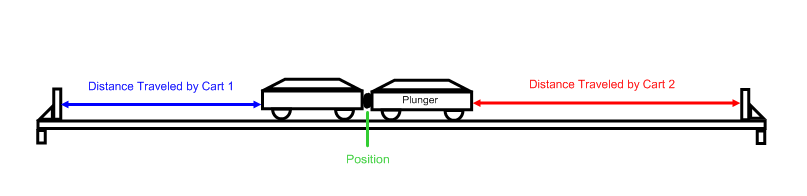 Distance Traveled by Cart 1
Distance Traveled by Cart 2
Plunger
Position